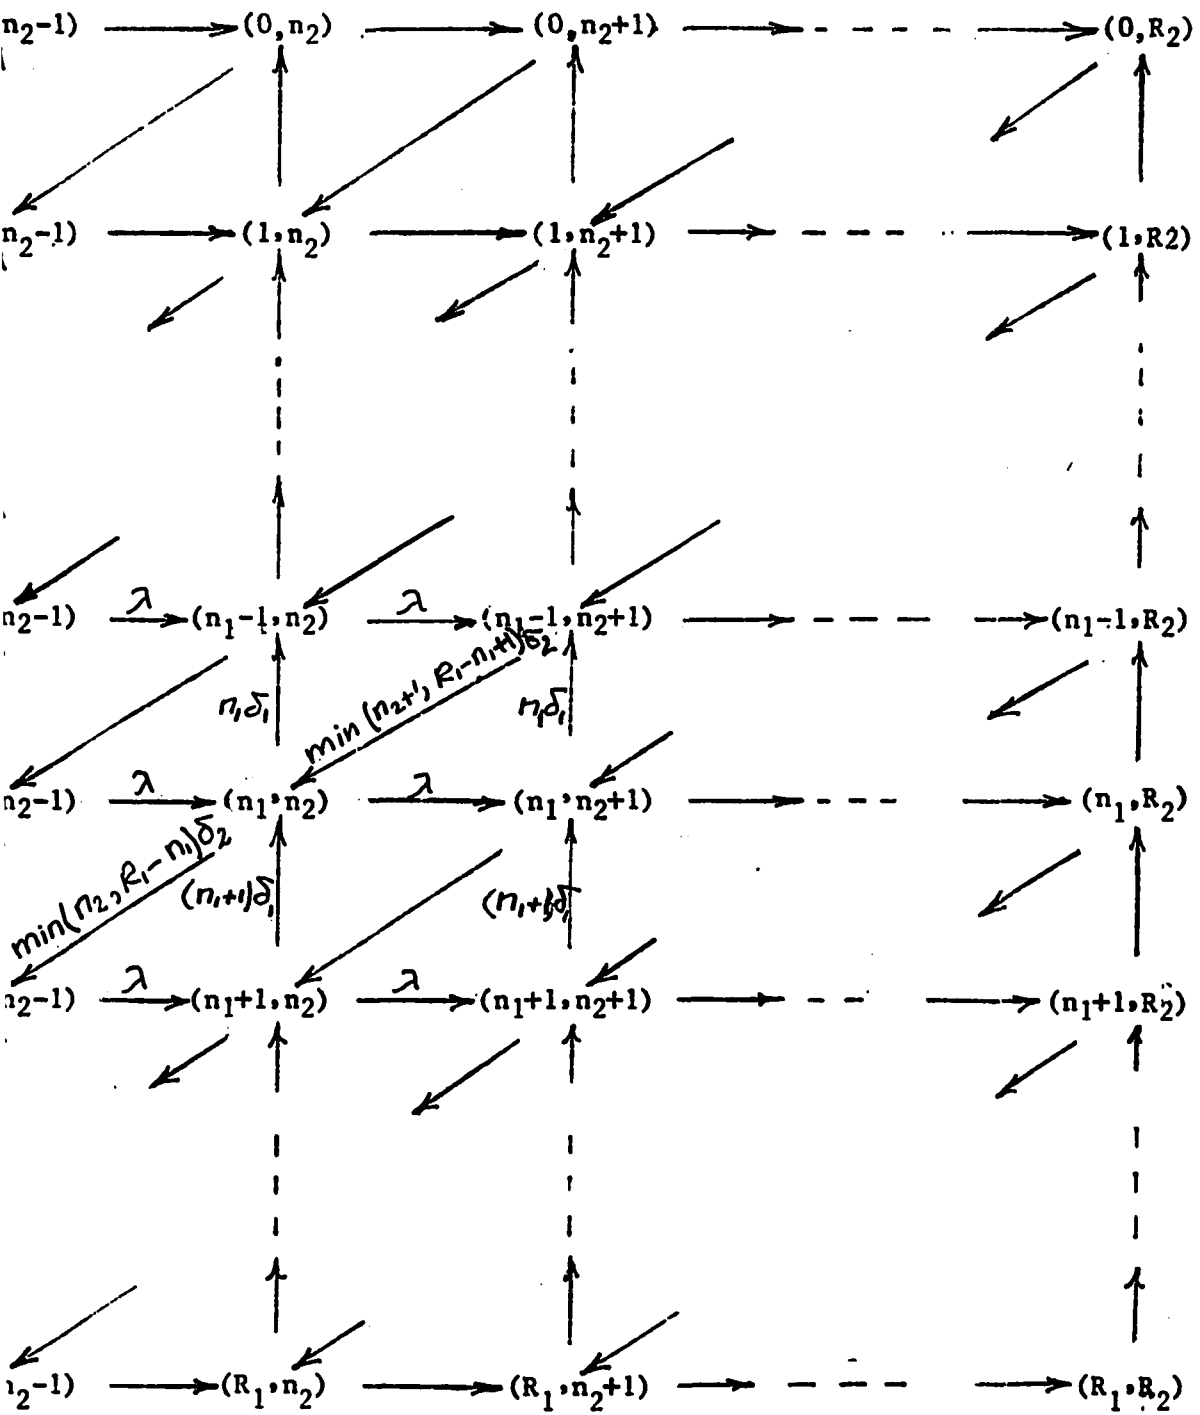 n₂-1) (0,n₂) (0,n₂+1) (0,R₂)
n₂-1) (1,n₂) (1,n₂+1) (1,R2)
λ λ
n₂-1) (n₁-1,n₂) (n₁-1,n₂+1) (n₁-1,R₂)
min(n₂+1, R₁-n₁+1)δ₂
n₁δ₁ n₁δ₁
λ λ
n₂-1) (n₁,n₂) (n₁,n₂+1) (n₁,R₂)
min(n₂, R₁-n₁)δ₂
(n₁+1)δ₁ (n₁+1)δ₁
λ λ
n₂-1) (n₁+1,n₂) (n₁+1,n₂+1) (n₁+1,R₂)
n₂-1) (R₁,n₂) (R₁,n₂+1) (R₁,R₂)